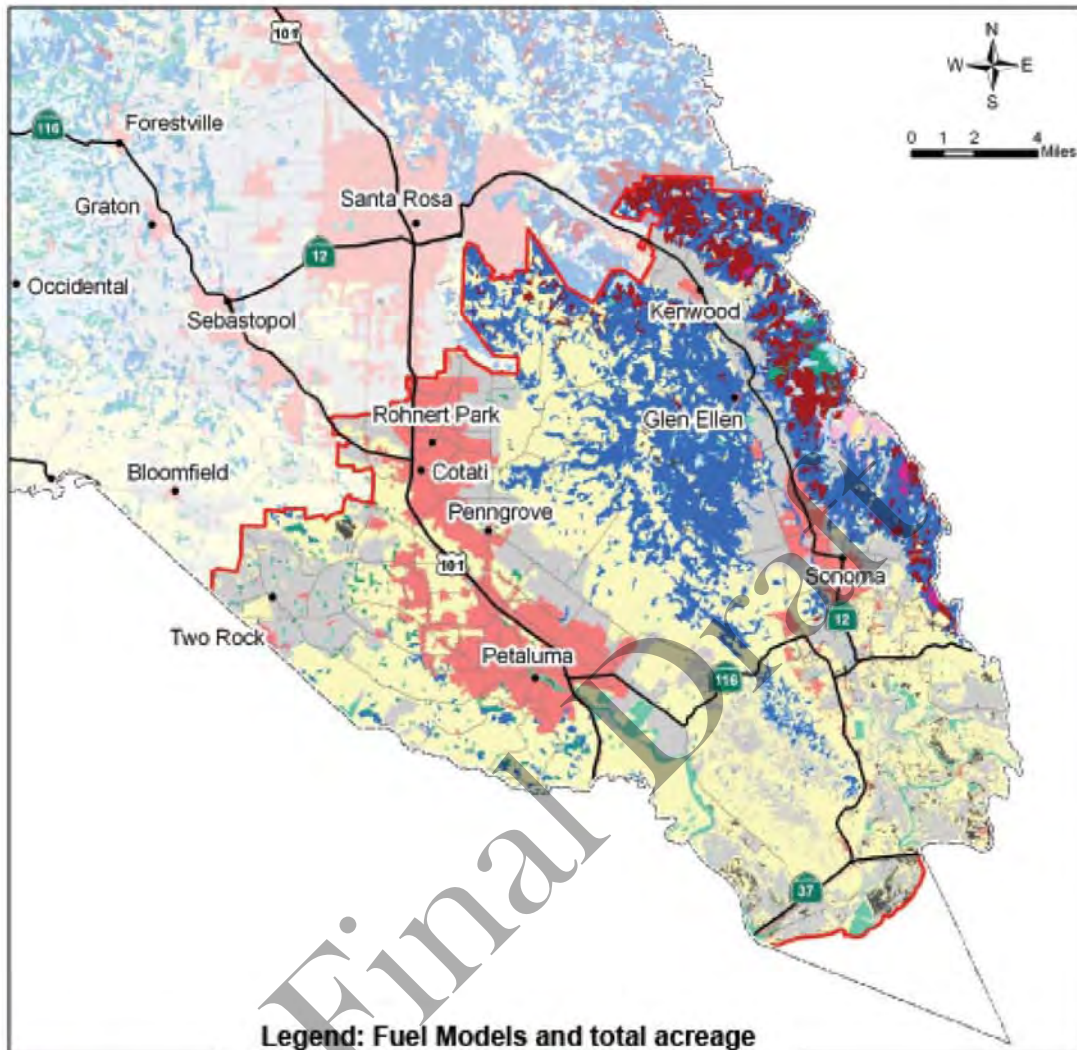 101
N
W E
S
116
Forestville
0 1 2 4
Miles
Santa Rosa
Graton
12
Occidental
Sebastopol
Kenwood
Rohnert Park
Glen Ellen
Cotati
Bloomfield
Penngrove
101
Sonoma
12
Two Rock
Petaluma
116
37
Final Draft
Legend: Fuel Models and total acreage